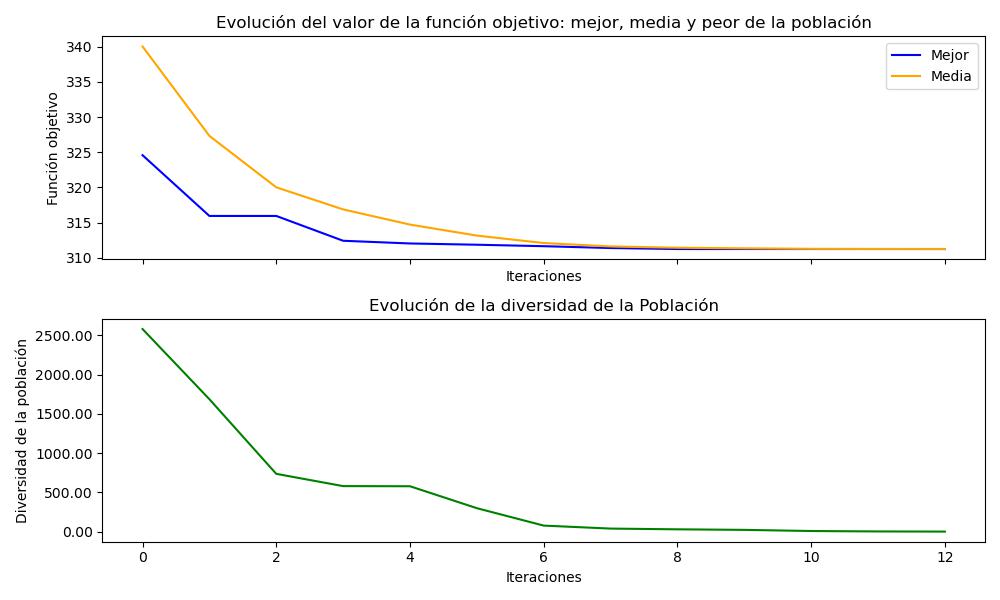 Evolución del valor de la función objetivo: mejor, media y peor de la población
340
335
330
325
320
315
310
Función objetivo
Mejor
Media
Iteraciones
Evolución de la diversidad de la Población
2500.00
2000.00
1500.00
1000.00
500.00
0.00
Diversidad de la población
0 2 4 6 8 10 12
Iteraciones